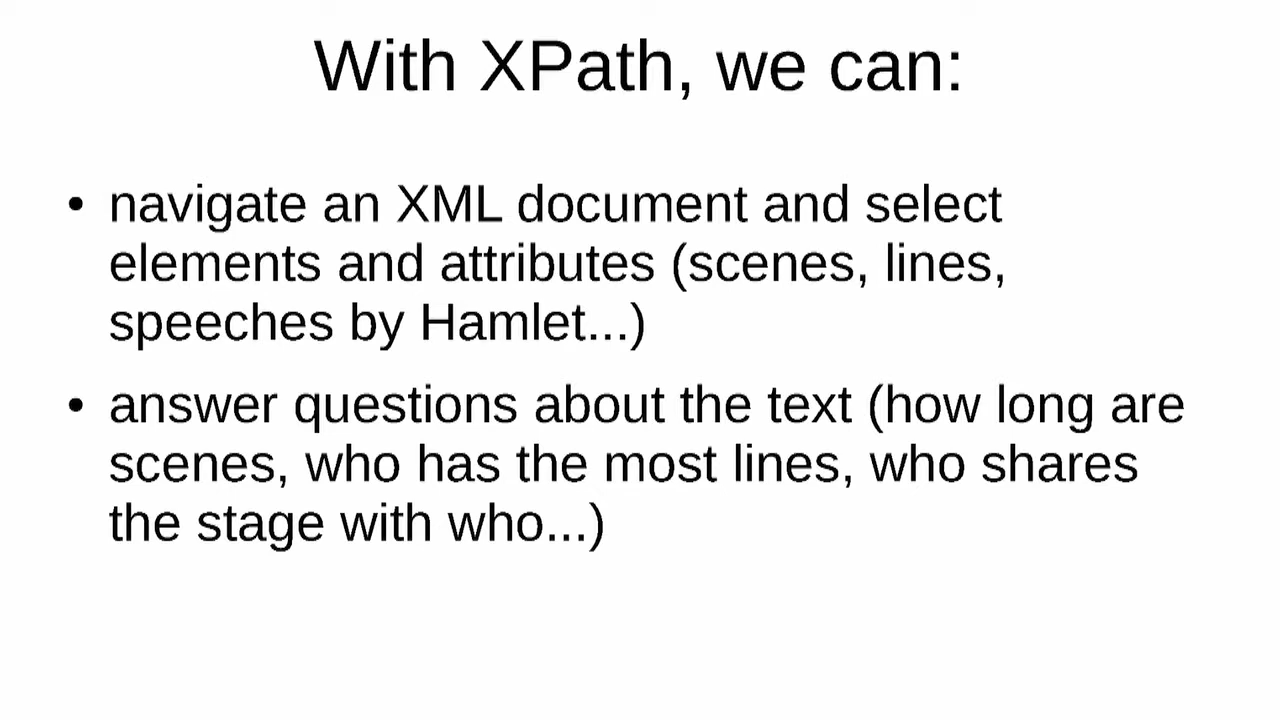 With XPath, we can:
• navigate an XML document and select
elements and attributes (scenes, lines,
speeches by Hamlet...)
• answer questions about the text (how long are
scenes, who has the most lines, who shares
the stage with who...)